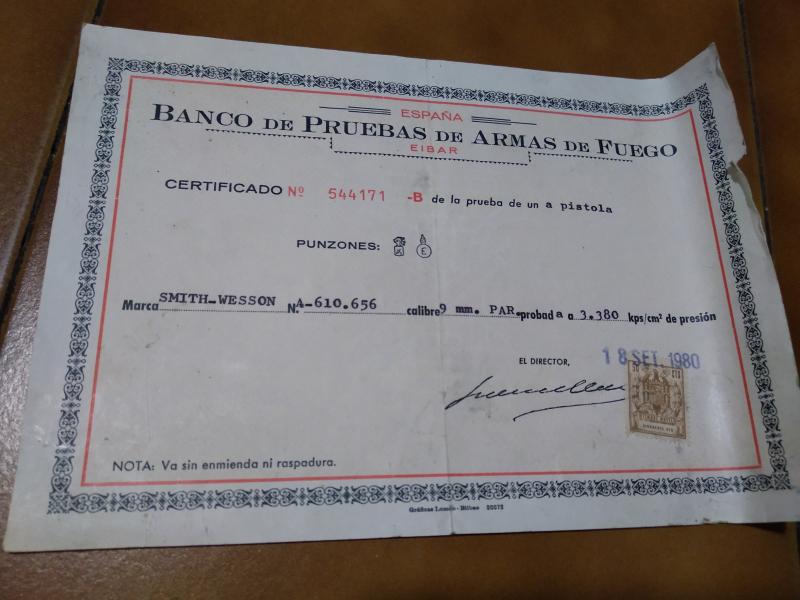 ESPAÑA
BANCO DE PRUEBAS DE ARMAS DE FUEGO
EIBAR
CERTIFICADO Nº 544171 -B de la prueba de un a pistola
PUNZONES:
Marca SMITH-WESSON N. A-610.656 calibre 9 mm. PAR. probad a a 3.380 kps/cm² de presión
EL DIRECTOR,
18 SET. 1980
NOTA: Va sin enmienda ni raspadura.
Bilbao